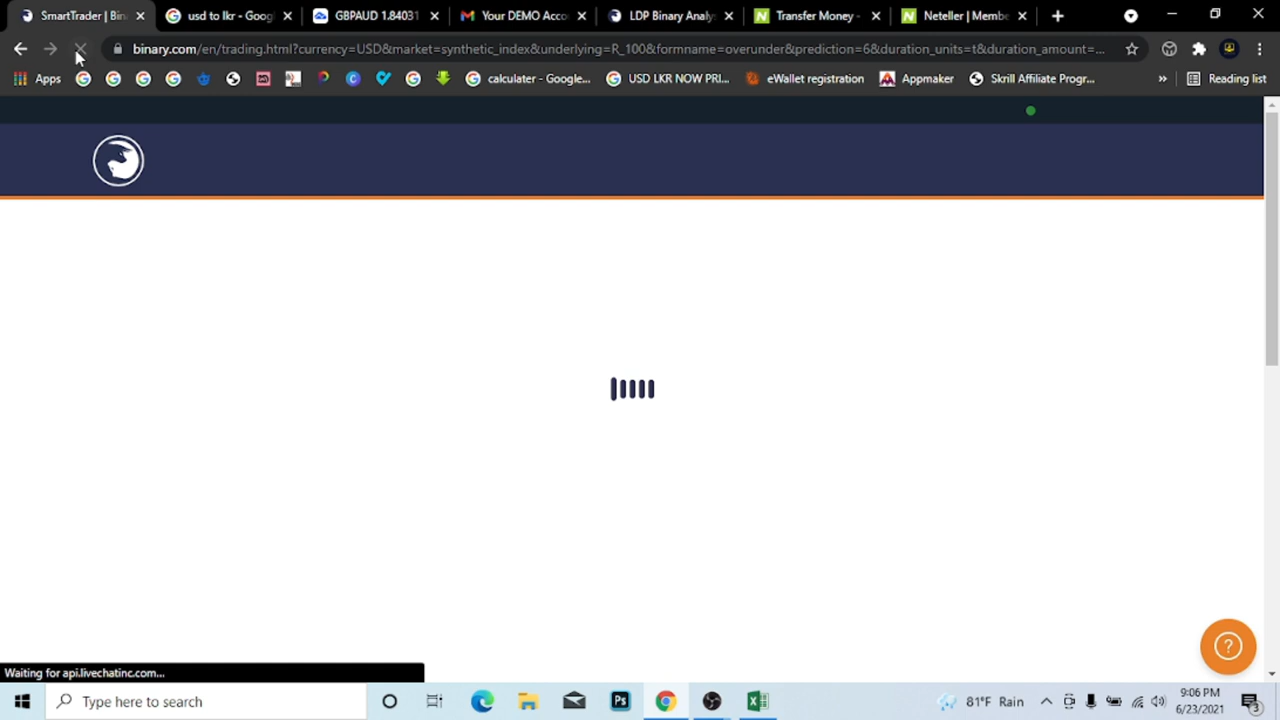 SmartTrader | Bin
usd to lkr - Goog
GBPAUD 1.84031
Your DEMO Acco
LDP Binary Analy
Transfer Money -
Neteller | Membe
binary.com/en/trading.html?currency=USD&market=synthetic_index&underlying=R_100&formname=overunder&prediction=6&duration_units=t&duration_amount=...
Apps
calculater - Google...
USD LKR NOW PRI...
eWallet registration
Appmaker
Skrill Affiliate Prog...
»
Reading list
Waiting for api.livechatinc.com...
Type here to search
81°F Rain
9:06 PM
6/23/2021
3